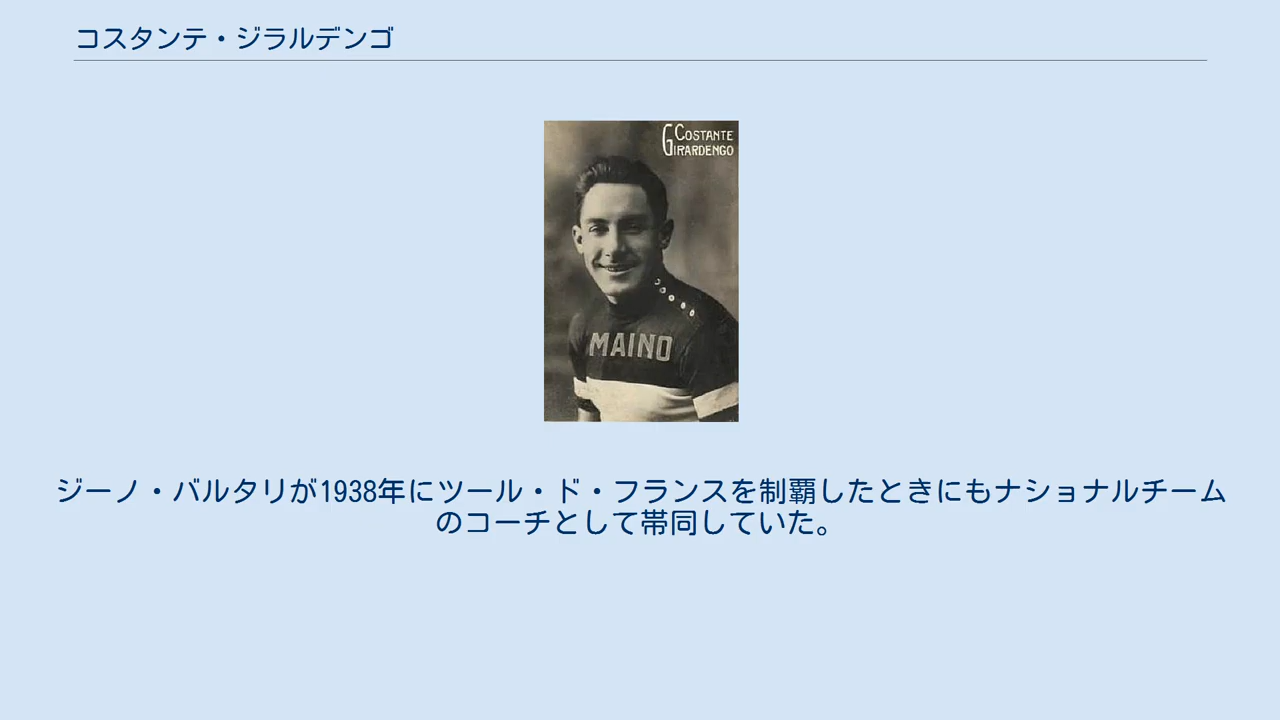 コスタンテ・ジラルデンゴ
COSTANTE
GIRARDENGO
MAINO
ジーノ・バルタリが1938年にツール・ド・フランスを制覇したときにもナショナルチーム
のコーチとして帯同していた。